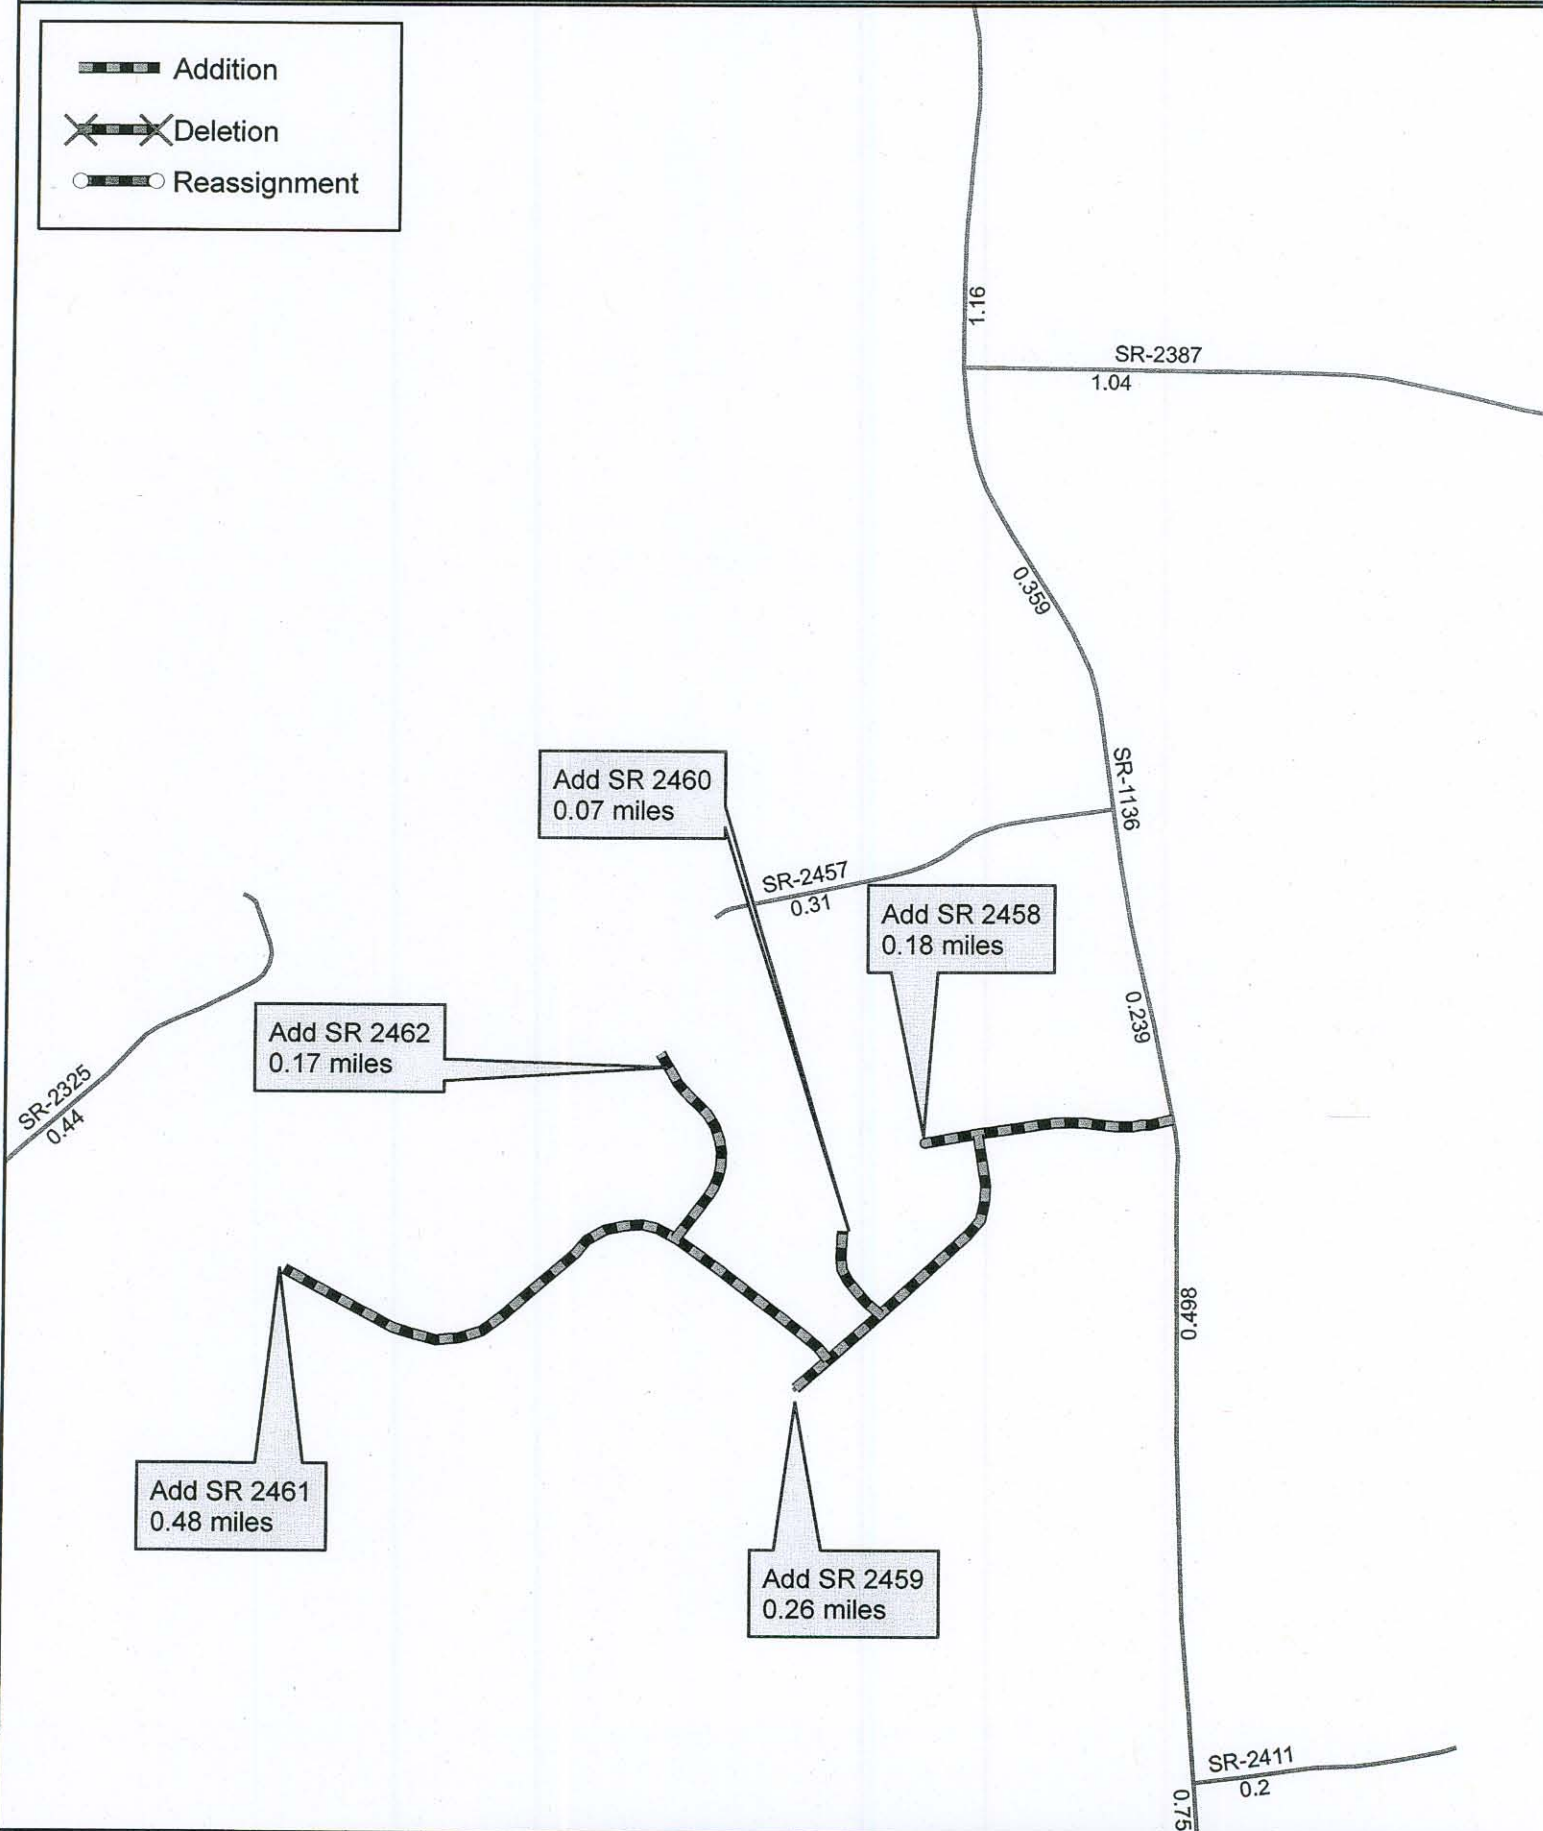 Addition
Deletion
Reassignment
1.16
SR-2387
1.04
0.359
SR-1136
Add SR 2460
0.07 miles
SR-2457
0.31
Add SR 2458
0.18 miles
0.239
Add SR 2462
0.17 miles
SR-2325
0.44
0.498
Add SR 2461
0.48 miles
Add SR 2459
0.26 miles
SR-2411
0.2
0.75